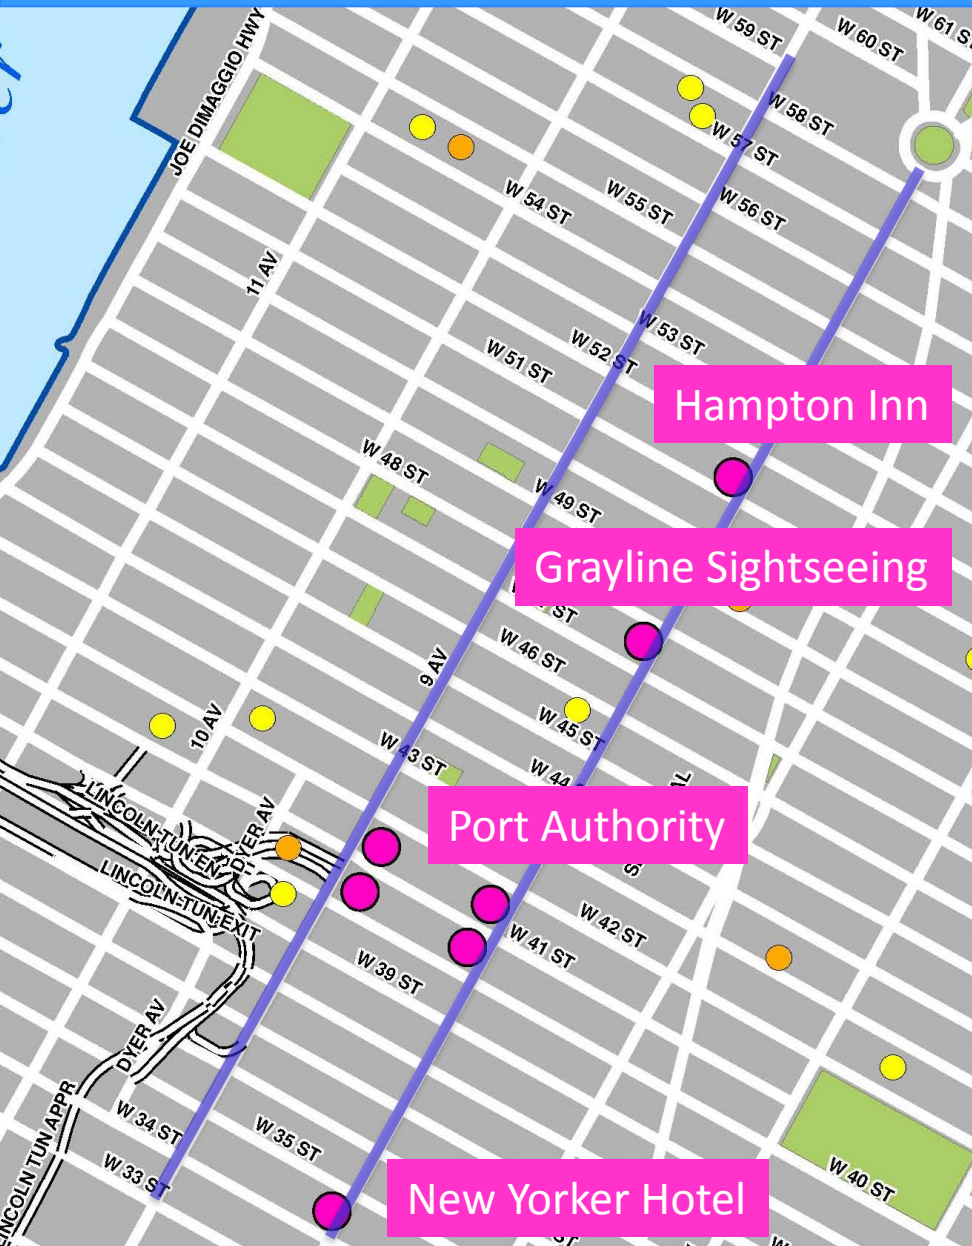 W 59 ST
W 60 ST
W 61 S
JOE DIMAGGIO HWY
W 58 ST
W 57 ST
W 54 ST
W 55 ST
W 56 ST
11 AV
W 53 ST
W 52 ST
W 51 ST
Hampton Inn
W 48 ST
W 49 ST
Grayline Sightseeing
ST
W 46 ST
9 AV
10 AV
W 45 ST
W 43 ST
W 44
AL
LINCOLN TUN EN
DYER AV
Port Authority
LINCOLN TUN EXIT
W 42 ST
W 41 ST
W 39 ST
DYER AV
LINCOLN TUN APPR
W 34 ST
W 35 ST
W 33 ST
W 40 ST
New Yorker Hotel
ST